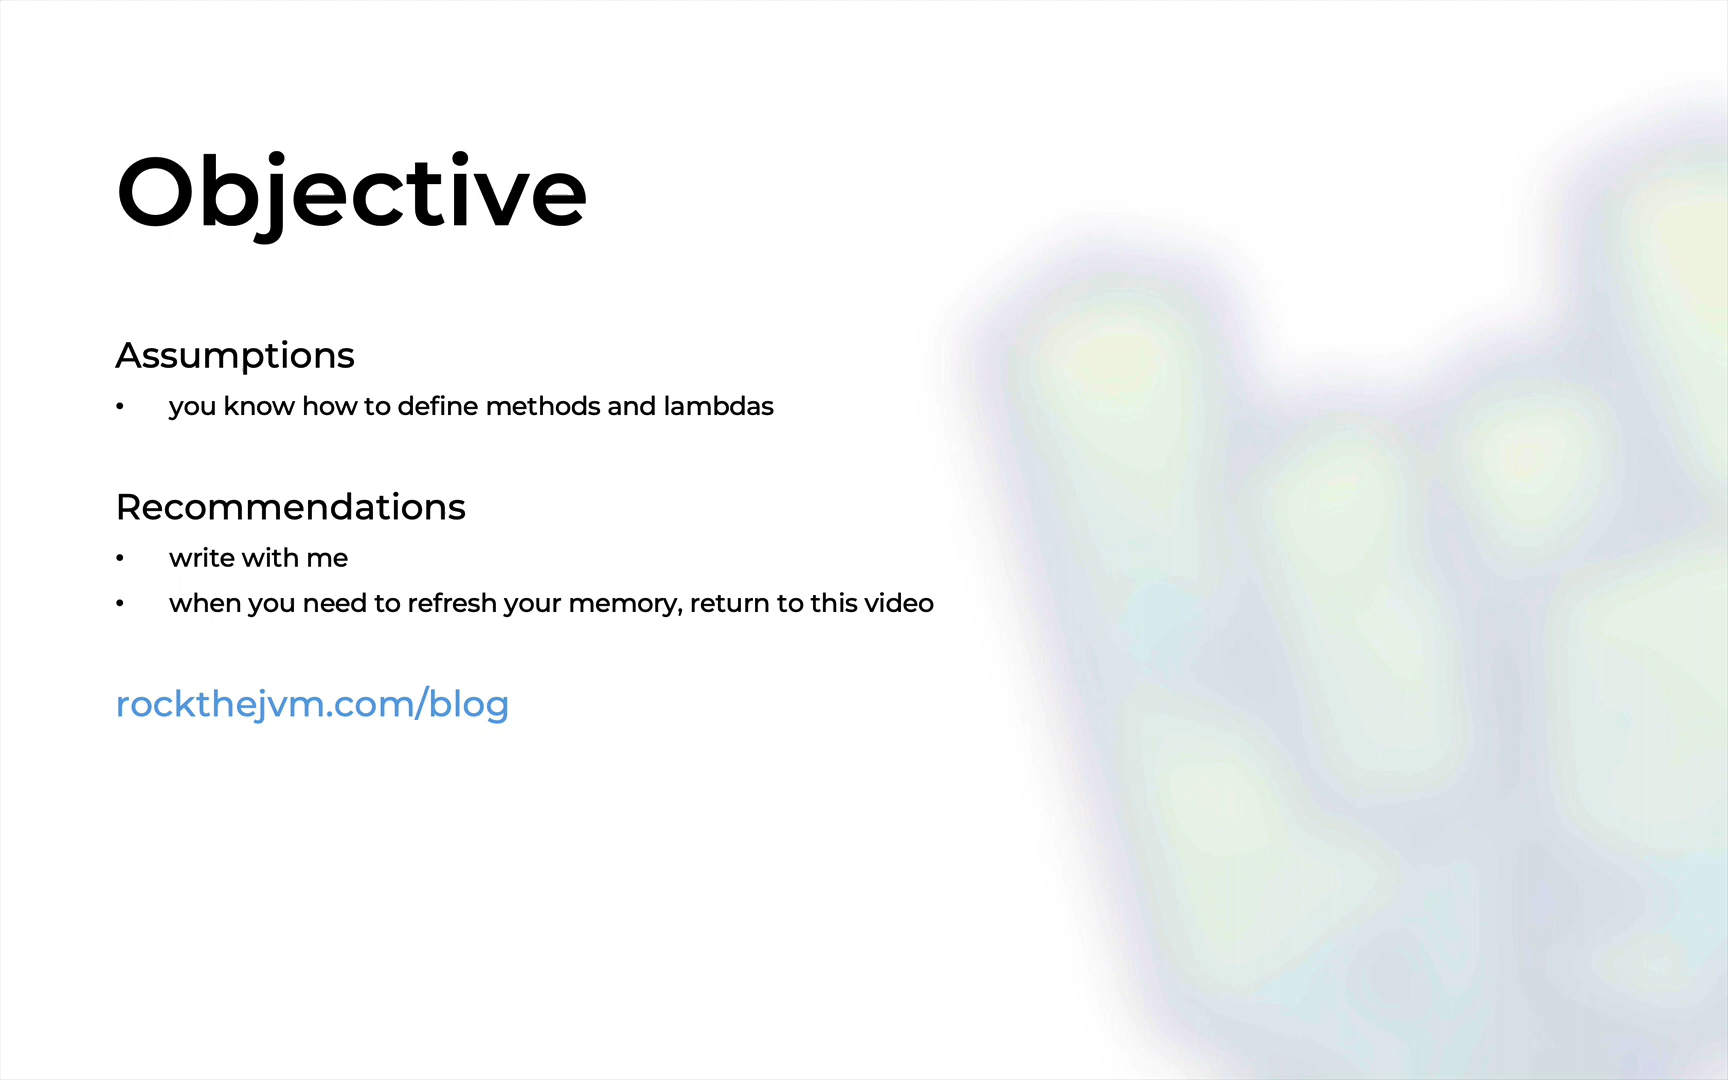 Objective
Assumptions
• you know how to define methods and lambdas
Recommendations
• write with me
• when you need to refresh your memory, return to this video
rockthejvm.com/blog